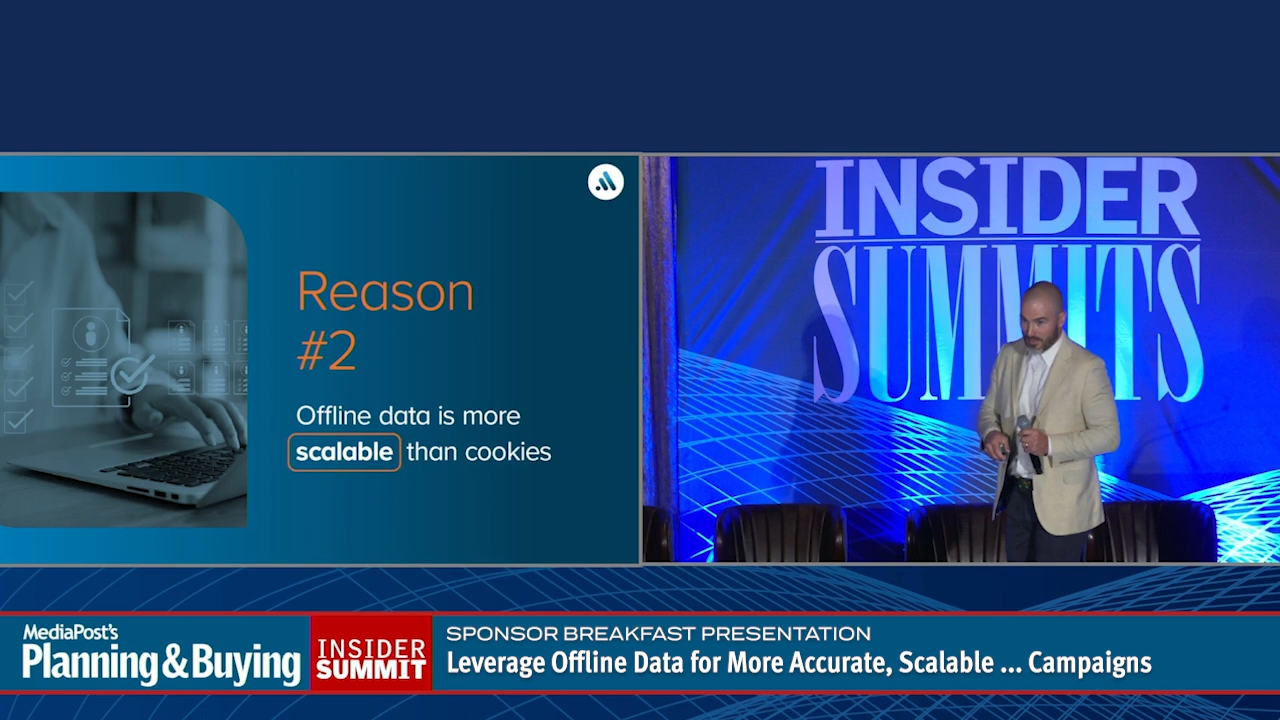 Reason
#2
Offline data is more
scalable than cookies
INSIDER
SUMMITS
MediaPost's
Planning & Buying
INSIDER
SUMMIT
SPONSOR BREAKFAST PRESENTATION
Leverage Offline Data for More Accurate, Scalable ... Campaigns